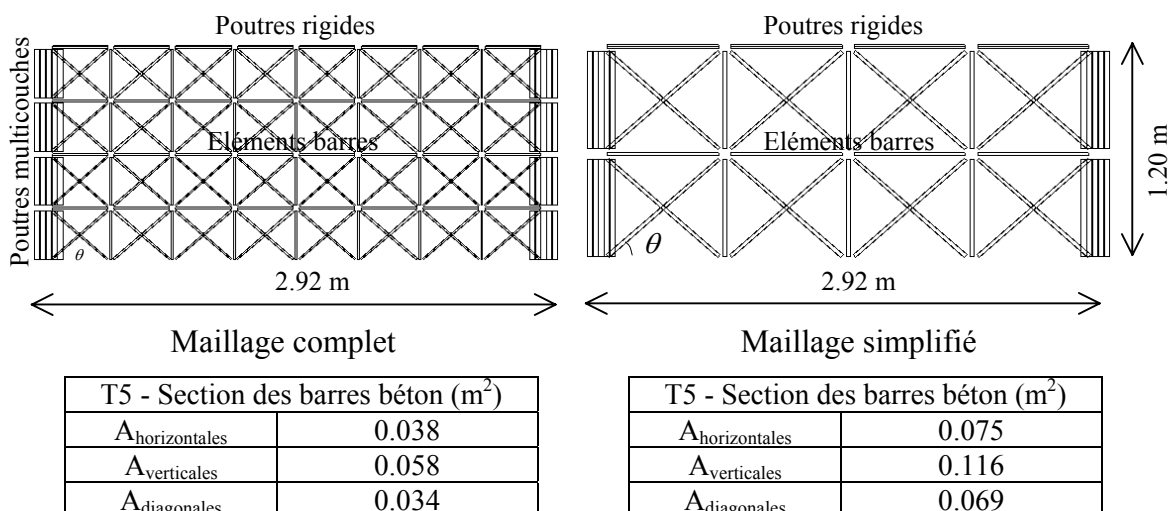 Poutres rigides
Poutres multicouches
Eléments barres
θ
2.92 m
Maillage complet
T5 - Section des barres béton (m²)
A_horizontales 0.038
A_verticales 0.058
A_diagonales 0.034
Poutres rigides
Eléments barres
θ
1.20 m
2.92 m
Maillage simplifié
T5 - Section des barres béton (m²)
A_horizontales 0.075
A_verticales 0.116
A_diagonales 0.069